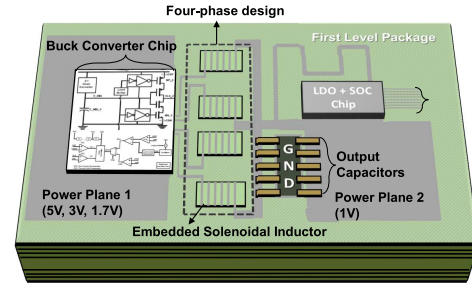 Four-phase design
Buck Converter Chip
First Level Package
LDO + SOC
Chip
G
N
D
Output
Capacitors
Power Plane 1
(5V, 3V, 1.7V)
Power Plane 2
(1V)
Embedded Solenoidal Inductor